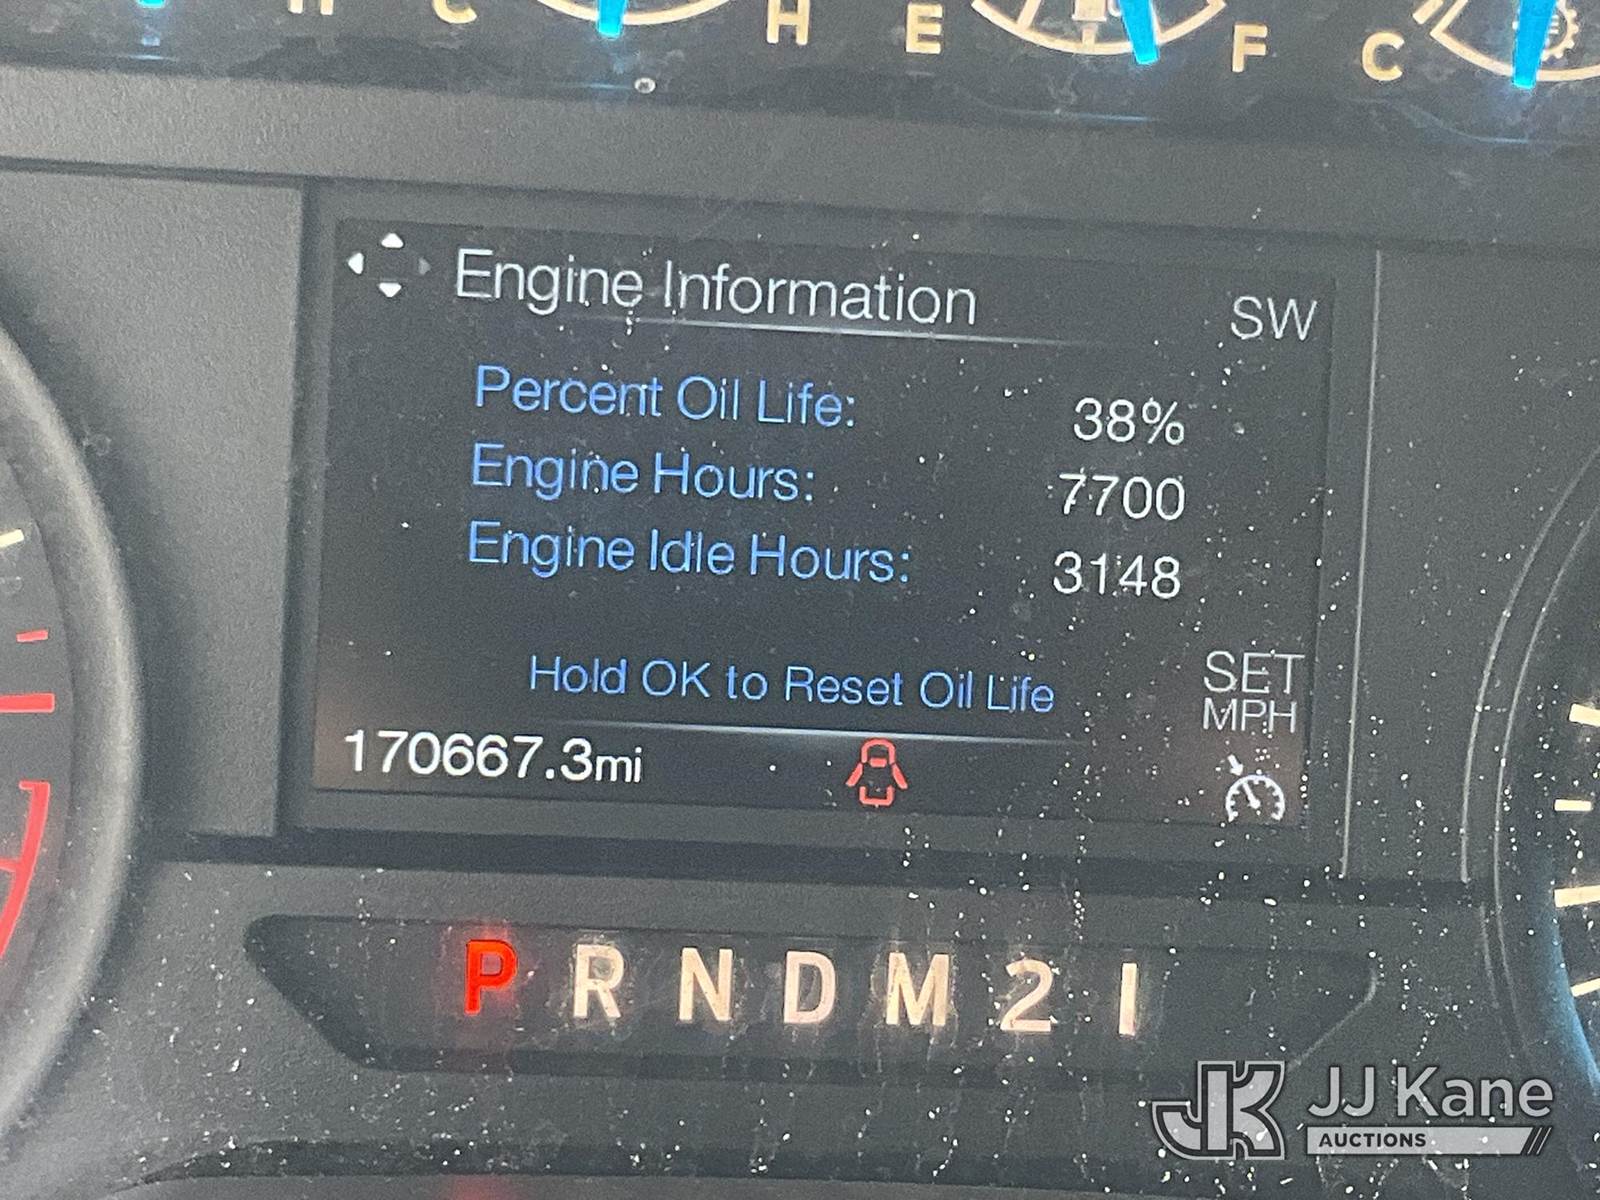 H C H E F C
Engine Information SW
Percent Oil Life: 38%
Engine Hours: 7700
Engine Idle Hours: 3148
Hold OK to Reset Oil Life
SET
MPH
170667.3mi
P R N D M 2 1
JK JJ Kane
AUCTIONS